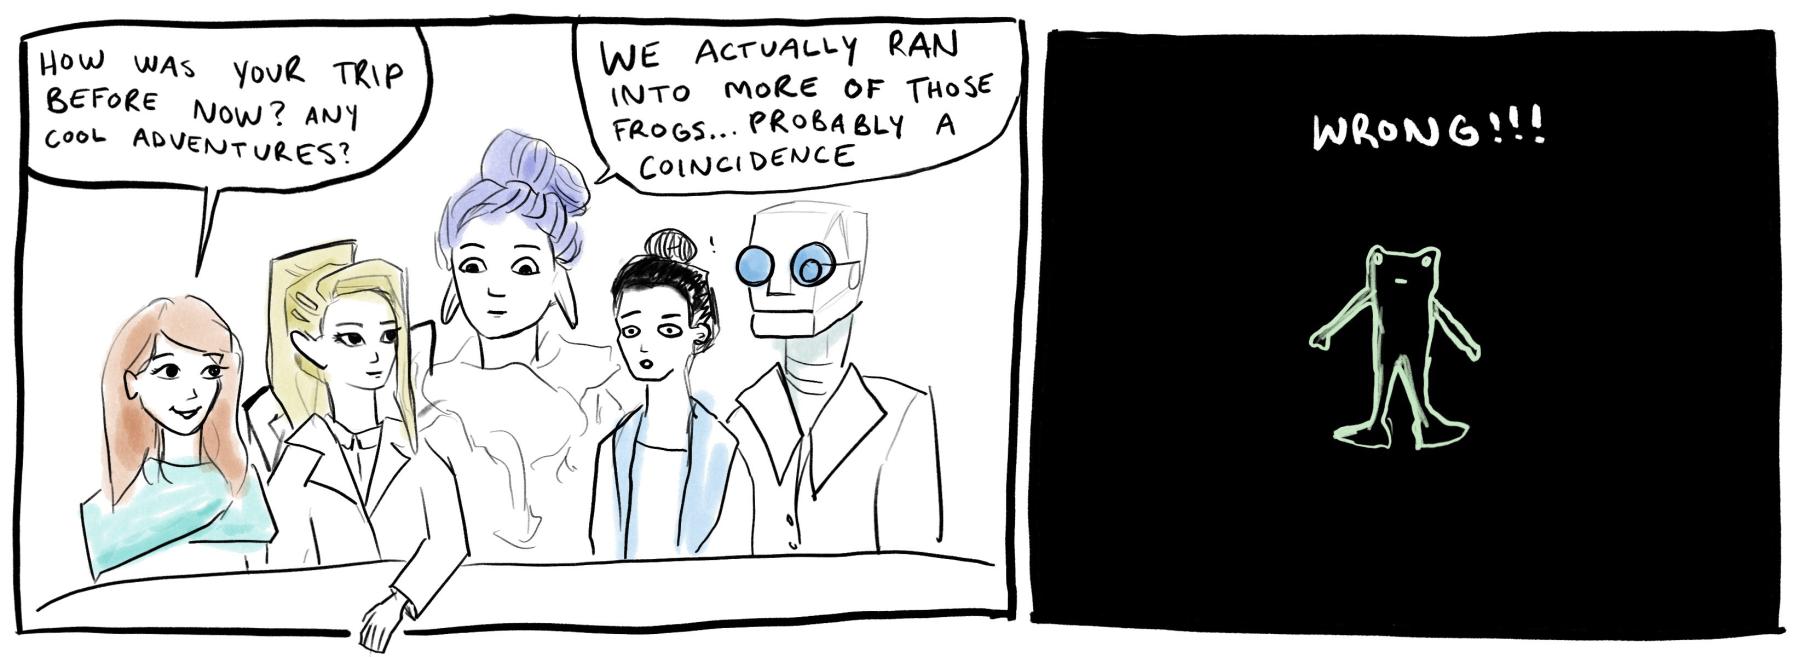 HOW WAS YOUR TRIP
BEFORE NOW? ANY
COOL ADVENTURES?
WE ACTUALLY RAN
INTO MORE OF THOSE
FROGS... PROBABLY A
COINCIDENCE
!
WRONG!!!